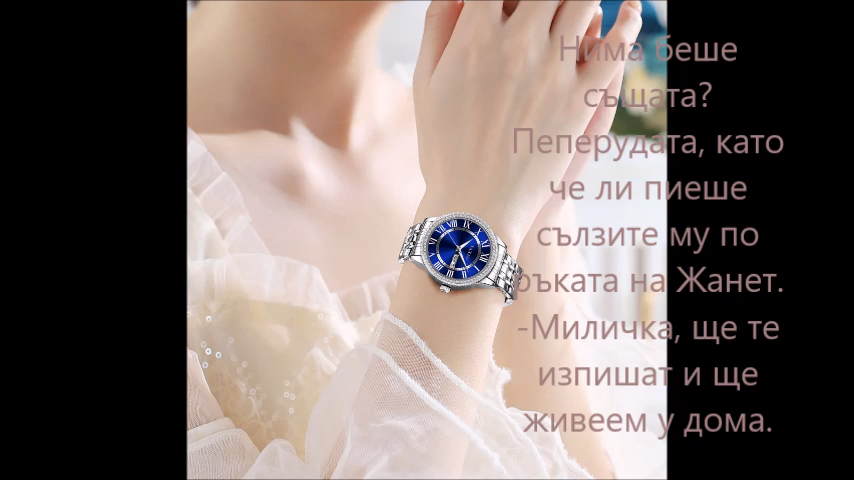 Нима беше
същата?
Пеперудата, като
че ли пиеше
сълзите му по
ръката на Жанет.
-Миличка, ще те
изпишат и ще
живеем у дома.